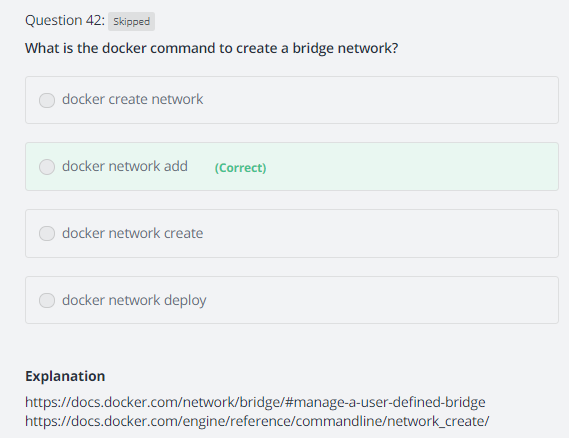 Question 42: Skipped
What is the docker command to create a bridge network?
docker create network
docker network add (Correct)
docker network create
docker network deploy
Explanation
https://docs.docker.com/network/bridge/#manage-a-user-defined-bridge
https://docs.docker.com/engine/reference/commandline/network_create/